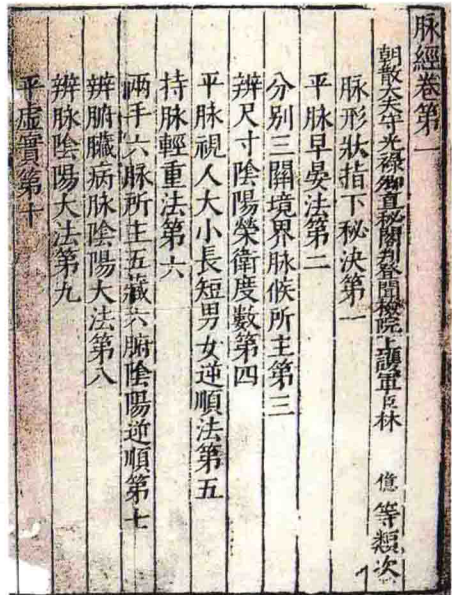 脉經卷第一
朝散大夫守光禄卿直秘閣判登聞檢院上護軍臣林億等類次
脉形狀指下秘決第一
平脉早晏法第二
分別三關境界脉候所主第三
辨尺寸陰陽榮衛度數第四
平脉視人大小長短男女逆順法第五
持脉輕重法第六
兩手六脉所主五藏六腑陰陽逆順第七
辨腑臟病脉陰陽大法第八
辨脉陰陽大法第九
平虛實第十